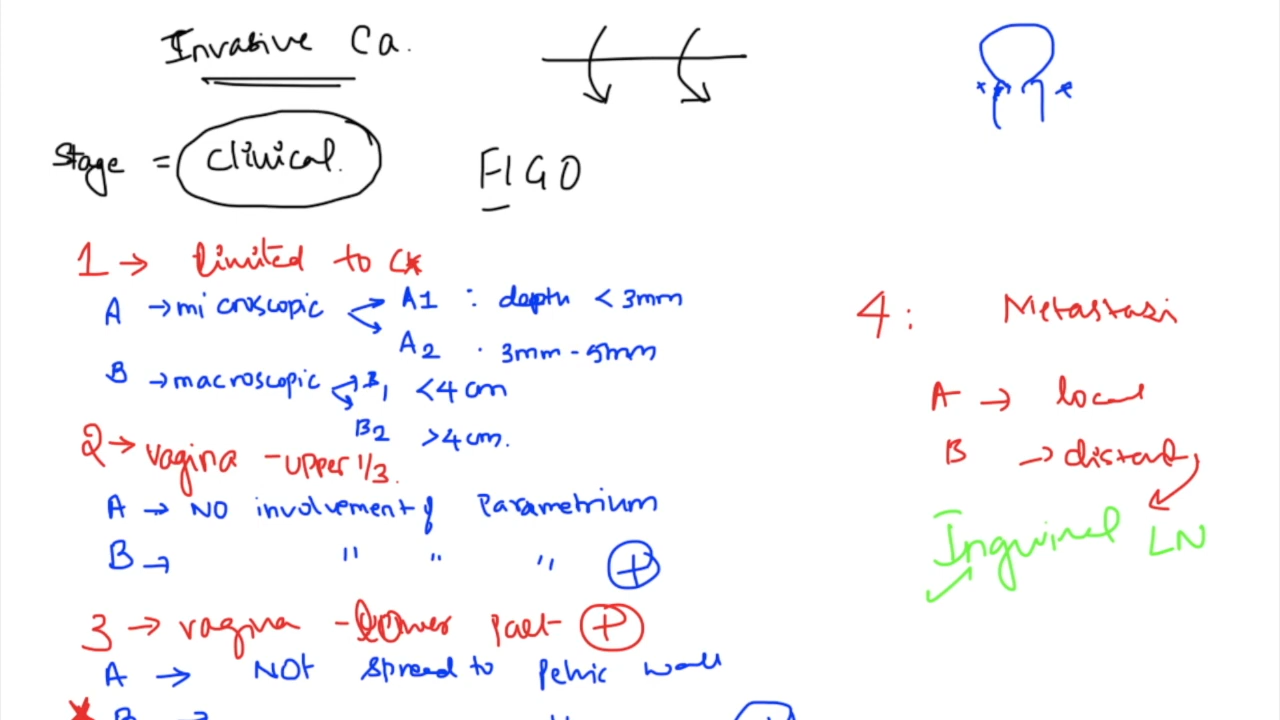 Invasive Ca.
Stage = Clinical. FIGO
1 → limited to Cx
A → microscopic A1 : depth < 3mm
A2 . 3mm - 5mm
B → macroscopic B1 < 4 cm
B2 > 4 cm.
2 → vagina - upper 1/3.
A → NO involvement of Parametrium
B → " " " +
3 → vagina - lower part +
A → NOT spread to pelvic wall
B →
4 : Metastasi
A → local
B → distant
Inguinal LN